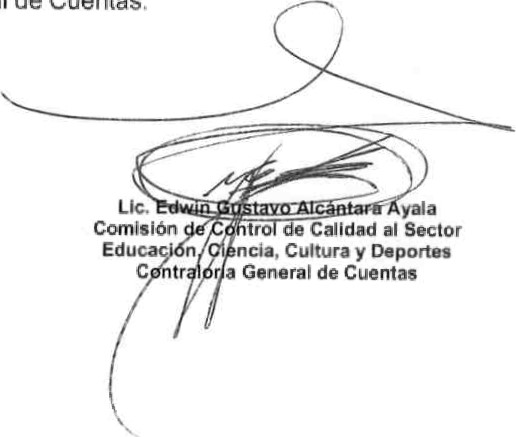 de Cuentas.
Lic. Edwin Gustavo Alcántara Ayala
Comisión de Control de Calidad al Sector
Educación, Ciencia, Cultura y Deportes
Contraloría General de Cuentas